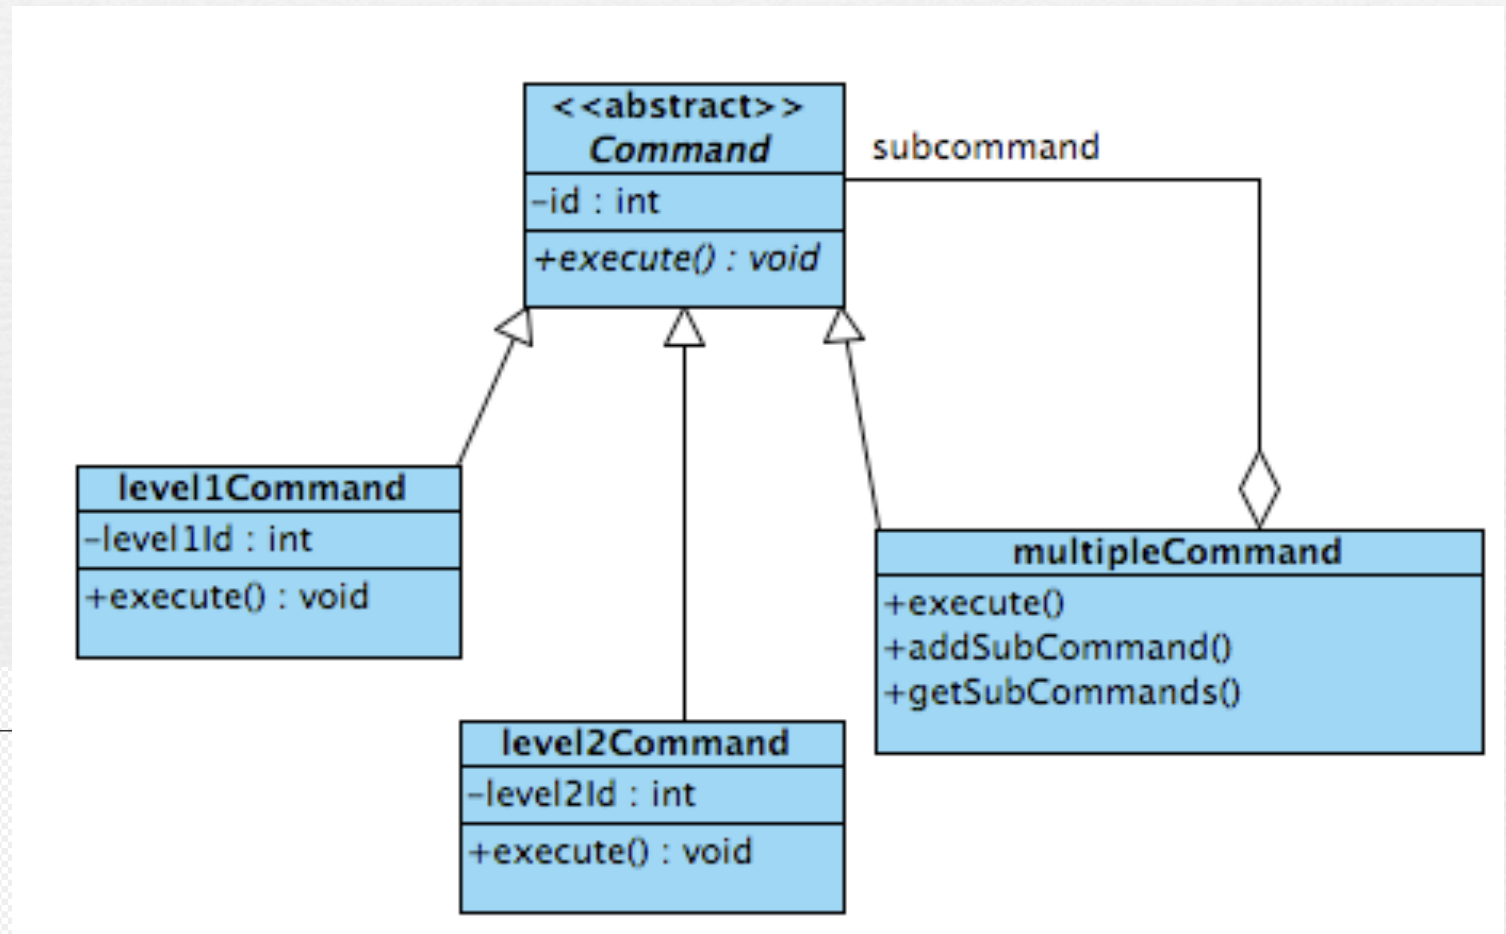 <<abstract>>
Command
-id : int
+execute() : void
subcommand
level1Command
-level1Id : int
+execute() : void
level2Command
-level2Id : int
+execute() : void
multipleCommand
+execute()
+addSubCommand()
+getSubCommands()